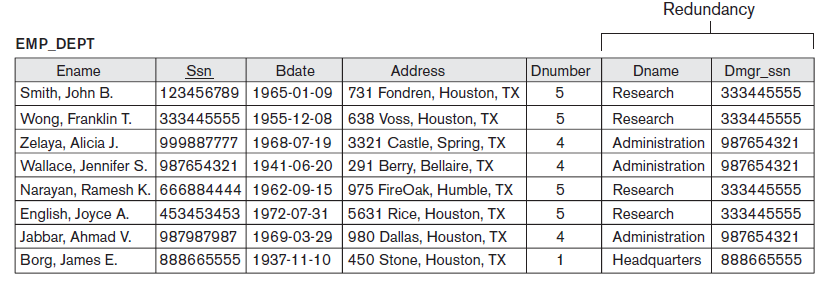 Redundancy
EMP_DEPT
Ename Ssn Bdate Address Dnumber Dname Dmgr_ssn
Smith, John B. 123456789 1965-01-09 731 Fondren, Houston, TX 5 Research 333445555
Wong, Franklin T. 333445555 1955-12-08 638 Voss, Houston, TX 5 Research 333445555
Zelaya, Alicia J. 999887777 1968-07-19 3321 Castle, Spring, TX 4 Administration 987654321
Wallace, Jennifer S. 987654321 1941-06-20 291 Berry, Bellaire, TX 4 Administration 987654321
Narayan, Ramesh K. 666884444 1962-09-15 975 FireOak, Humble, TX 5 Research 333445555
English, Joyce A. 453453453 1972-07-31 5631 Rice, Houston, TX 5 Research 333445555
Jabbar, Ahmad V. 987987987 1969-03-29 980 Dallas, Houston, TX 4 Administration 987654321
Borg, James E. 888665555 1937-11-10 450 Stone, Houston, TX 1 Headquarters 888665555